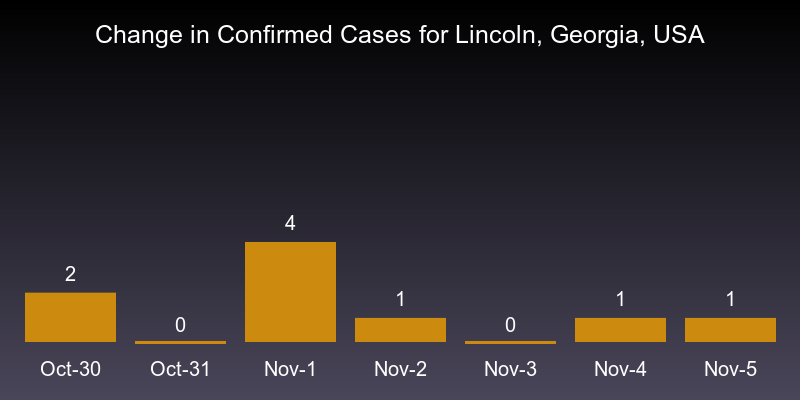 Change in Confirmed Cases for Lincoln, Georgia, USA
4
2
1
1
1
0
0
Oct-30
Oct-31
Nov-1
Nov-2
Nov-3
Nov-4
Nov-5